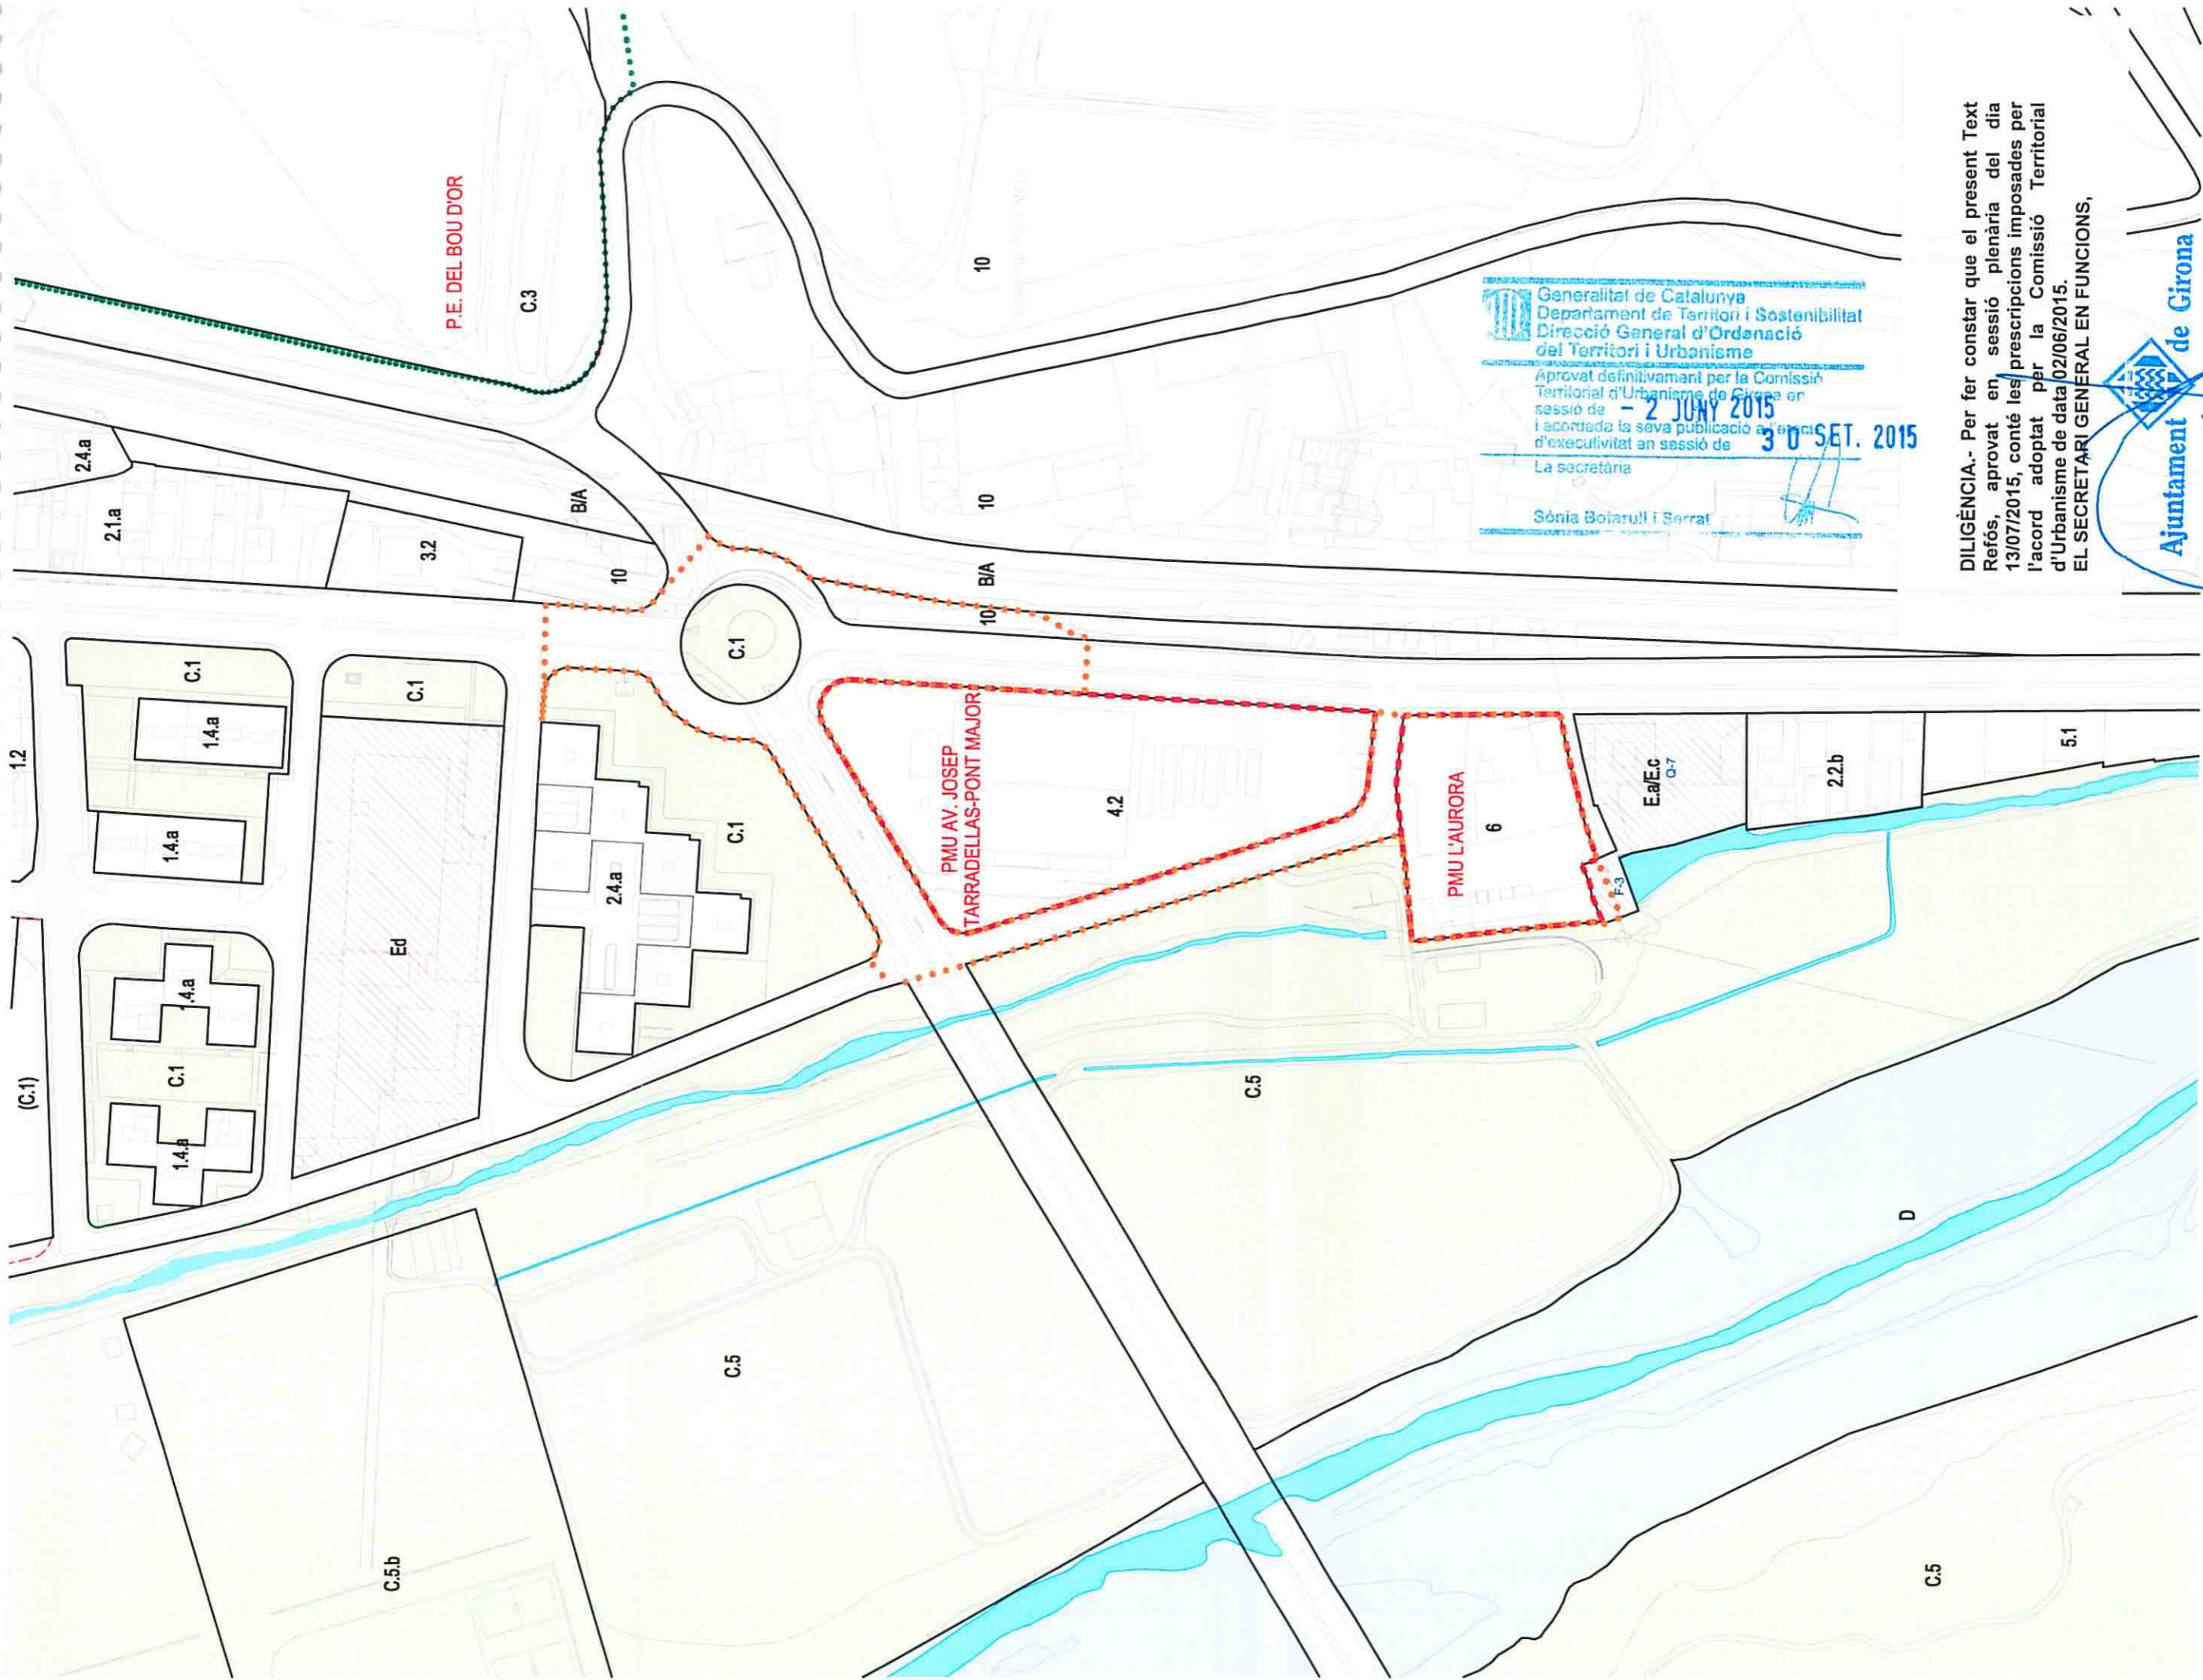 P.E. DEL BOU D'OR
C.3
10
2.4.a
2.1.a
3.2
B/A
10
10
B/A
10
1.2
C.1
1.4.a
1.4.a
C.1
C.1
(C.1)
1.4.a
C.1
1.4.a
Ed
2.4.a
C.1
PMU AV. JOSEP
TARRADELLAS-PONT MAJOR
4.2
PMU L'AURORA
6
F-3
E.a/E.c
Q-7
2.2.b
5.1
C.5
C.5
C.5.b
D
C.5
Generalitat de Catalunya
Departament de Territori i Sostenibilitat
Direcció General d'Ordenació
del Territori i Urbanisme
Aprovat definitivament per la Comissió
Territorial d'Urbanisme de Girona en
sessió de - 2 JUNY 2015
i acordada la seva publicació a l'efecte
d'executivitat en sessió de 30 SET. 2015
La secretària
Sònia Boiarull i Serrat
DILIGÈNCIA.- Per fer constar que el present Text
Refós, aprovat en sessió plenària del dia
13/07/2015, conté les prescripcions imposades per
l'acord adoptat per la Comissió Territorial
d'Urbanisme de data 02/06/2015.
EL SECRETARI GENERAL EN FUNCIONS,
Ajuntament de Girona